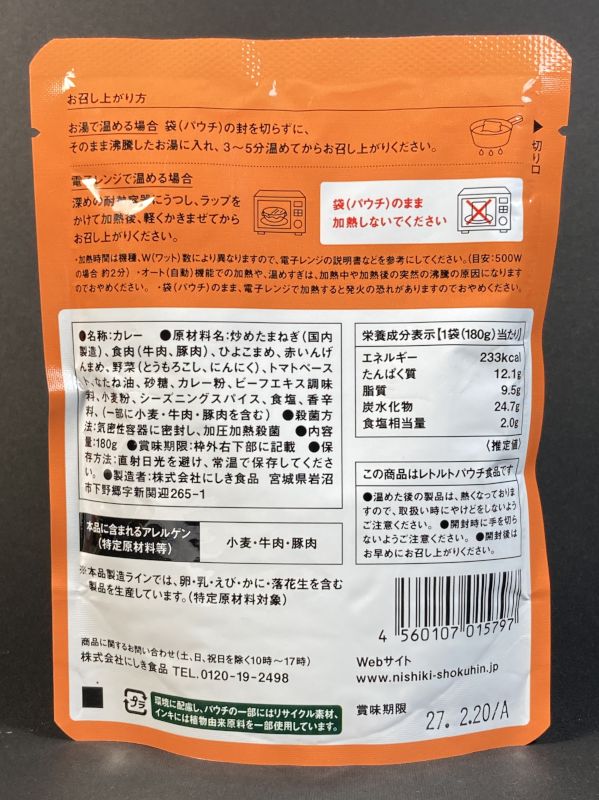 お召し上がり方
お湯で温める場合 袋(パウチ)の封を切らずに、
そのまま沸騰したお湯に入れ、3〜5分温めてからお召し上がりください。
▶切り口
電子レンジで温める場合
深めの耐熱容器にうつし、ラップを
かけて加熱後、軽くかきまぜてから
お召し上がりください。
袋(パウチ)のまま
加熱しないでください
・加熱時間は機種、W(ワット)数により異なりますので、電子レンジの説明書などを参考にしてください。(目安:500W
の場合 約2分) ・オート(自動)機能での加熱や、温めすぎは、加熱中や加熱後の突然の沸騰の原因になります
のでおやめください。 ・袋(パウチ)のまま、電子レンジで加熱すると発火の恐れがありますのでおやめください。
●名称:カレー ●原材料名:炒めたまねぎ(国内
製造)、食肉(牛肉、豚肉)、ひよこまめ、赤いんげ
んまめ、野菜(とうもろこし、にんにく)、トマトペース
ト、なたね油、砂糖、カレー粉、ビーフエキス調味
料、小麦粉、シーズニングスパイス、食塩、香辛
料、(一部に小麦・牛肉・豚肉を含む) ●殺菌方
法:気密性容器に密封し、加圧加熱殺菌 ●内容
量:180g ●賞味期限:枠外右下部に記載 ●保
存方法:直射日光を避け、常温で保存してくださ
い。 ●製造者:株式会社にしき食品 宮城県岩沼
市下野郷字新関迎265-1
栄養成分表示【1袋(180g)当たり】
エネルギー 233kcal
たんぱく質 12.1g
脂質 9.5g
炭水化物 24.7g
食塩相当量 2.0g
〈推定値〉
この商品はレトルトパウチ食品です
●温めた後の製品は、熱くなっておりま
すので、取扱い時にやけどをしないよう
ご注意ください。 ●開封時に手を切ら
ないようご注意ください。 ●開封後は
お早めにお召し上がりください。
本品に含まれるアレルゲン
(特定原材料等)
小麦・牛肉・豚肉
※本品製造ラインでは、卵・乳・えび・かに・落花生を含む
製品を生産しています。(特定原材料対象)
4 560107 015797
商品に関するお問い合わせ(土、日、祝日を除く10時〜17時)
株式会社にしき食品 TEL.0120-19-2498
Webサイト
www.nishiki-shokuhin.jp
プラ
環境に配慮し、パウチの一部にはリサイクル素材、
インキには植物由来原料を一部使用しています。
賞味期限
27. 2.20/A